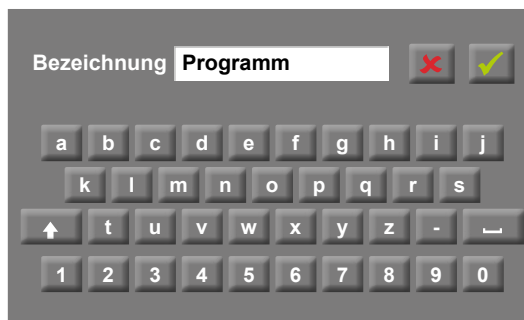 Bezeichnung Programm
a b c d e f g h i j
k l m n o p q r s
t u v w x y z -
1 2 3 4 5 6 7 8 9 0